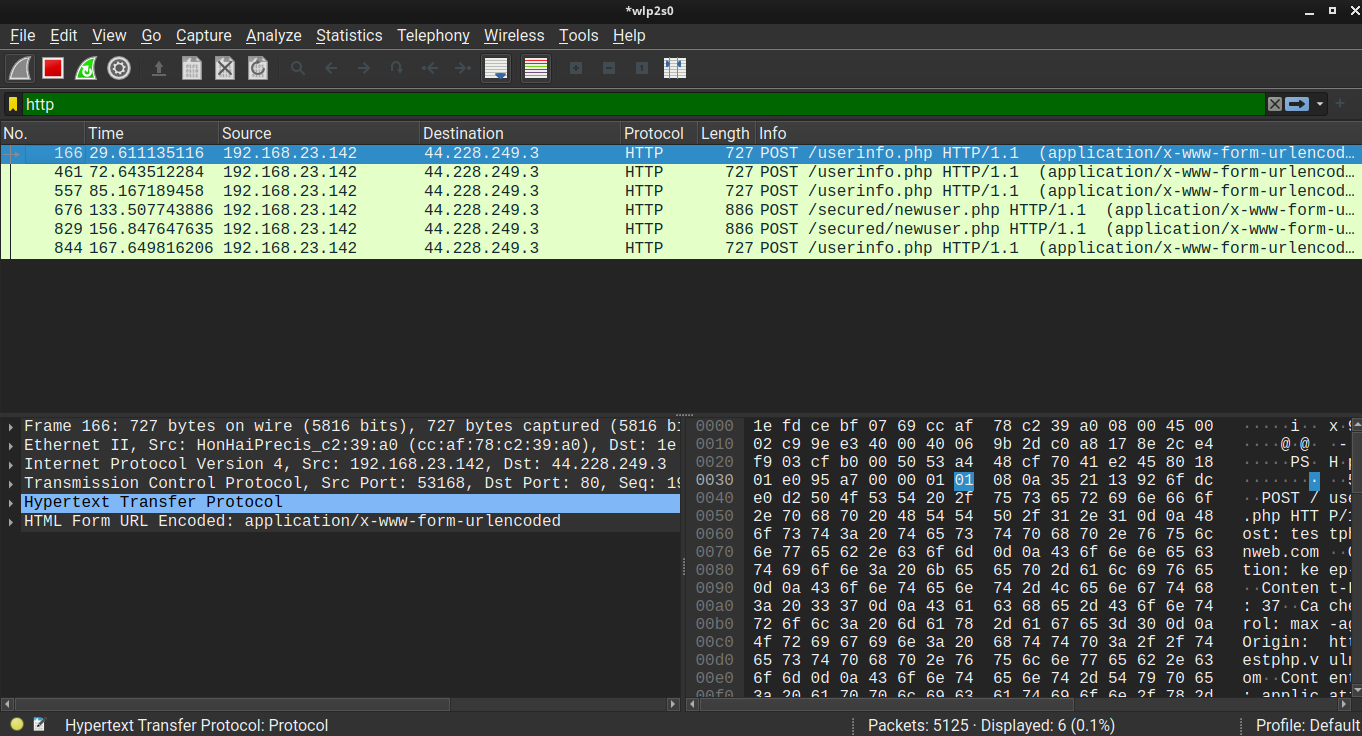 *wlp2s0
File Edit View Go Capture Analyze Statistics Telephony Wireless Tools Help
http
No. Time Source Destination Protocol Length Info
166 29.611135116 192.168.23.142 44.228.249.3 HTTP 727 POST /userinfo.php HTTP/1.1 (application/x-www-form-urlencod…
461 72.643512284 192.168.23.142 44.228.249.3 HTTP 727 POST /userinfo.php HTTP/1.1 (application/x-www-form-urlencod…
557 85.167189458 192.168.23.142 44.228.249.3 HTTP 727 POST /userinfo.php HTTP/1.1 (application/x-www-form-urlencod…
676 133.507743886 192.168.23.142 44.228.249.3 HTTP 886 POST /secured/newuser.php HTTP/1.1 (application/x-www-form-u…
829 156.847647635 192.168.23.142 44.228.249.3 HTTP 886 POST /secured/newuser.php HTTP/1.1 (application/x-www-form-u…
844 167.649816206 192.168.23.142 44.228.249.3 HTTP 727 POST /userinfo.php HTTP/1.1 (application/x-www-form-urlencod…
Frame 166: 727 bytes on wire (5816 bits), 727 bytes captured (5816 bi
Ethernet II, Src: HonHaiPrecis_c2:39:a0 (cc:af:78:c2:39:a0), Dst: 1e
Internet Protocol Version 4, Src: 192.168.23.142, Dst: 44.228.249.3
Transmission Control Protocol, Src Port: 53168, Dst Port: 80, Seq: 19
Hypertext Transfer Protocol
HTML Form URL Encoded: application/x-www-form-urlencoded
0000 1e fd ce bf 07 69 cc af 78 c2 39 a0 08 00 45 00 ·····i·· x·9
0010 02 c9 9e e3 40 00 40 06 9b 2d c0 a8 17 8e 2c e4 ····@·@· ·-·
0020 f9 03 cf b0 00 50 53 a4 48 cf 70 41 e2 45 80 18 ·····PS· H·p
0030 01 e0 95 a7 00 00 01 01 08 0a 35 21 13 92 6f dc ········ ··5
0040 e0 d2 50 4f 53 54 20 2f 75 73 65 72 69 6e 66 6f ··POST / use
0050 2e 70 68 70 20 48 54 54 50 2f 31 2e 31 0d 0a 48 .php HTT P/1
0060 6f 73 74 3a 20 74 65 73 74 70 68 70 2e 76 75 6c ost: tes tph
0070 6e 77 65 62 2e 63 6f 6d 0d 0a 43 6f 6e 6e 65 63 nweb.com ··C
0080 74 69 6f 6e 3a 20 6b 65 65 70 2d 61 6c 69 76 65 tion: ke ep-
0090 0d 0a 43 6f 6e 74 65 6e 74 2d 4c 65 6e 67 74 68 ··Conten t-L
00a0 3a 20 33 37 0d 0a 43 61 63 68 65 2d 43 6f 6e 74 : 37··Ca che
00b0 72 6f 6c 3a 20 6d 61 78 2d 61 67 65 3d 30 0d 0a rol: max -ag
00c0 4f 72 69 67 69 6e 3a 20 68 74 74 70 3a 2f 2f 74 Origin: htt
00d0 65 73 74 70 68 70 2e 76 75 6c 6e 77 65 62 2e 63 estphp.v uln
00e0 6f 6d 0d 0a 43 6f 6e 74 65 6e 74 2d 54 79 70 65 om··Cont ent
00f0 3a 20 61 70 70 6c 69 63 61 74 69 6f 6e 2f 78 2d : applic at
Hypertext Transfer Protocol: Protocol
Packets: 5125 · Displayed: 6 (0.1%)
Profile: Default